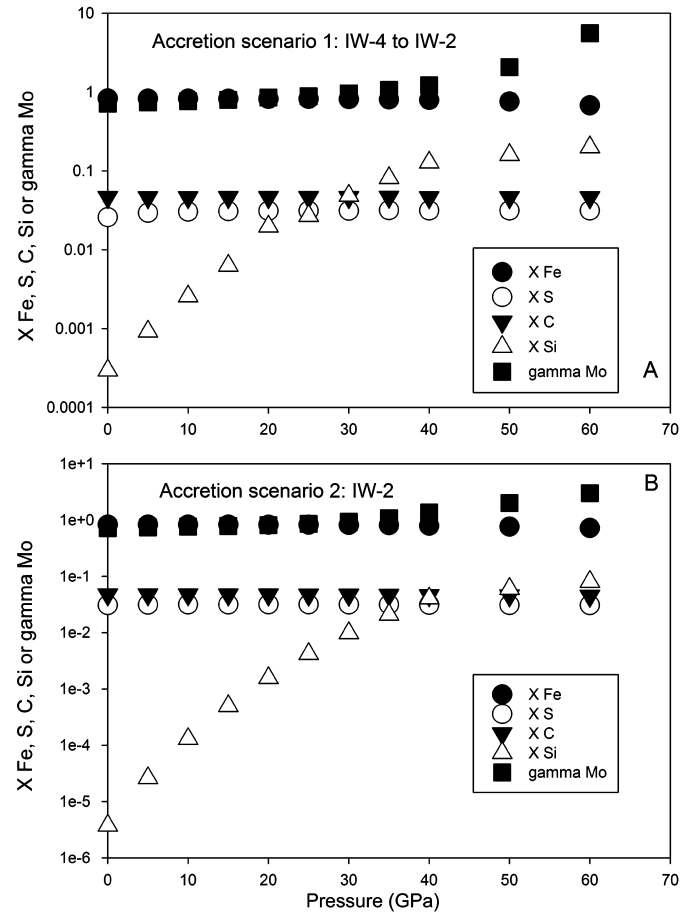 10
Accretion scenario 1: IW-4 to IW-2
1
0.1
0.01
0.001
0.0001
X Fe, S, C, Si or gamma Mo
X Fe
X S
X C
X Si
gamma Mo
A
0 10 20 30 40 50 60 70
1e+1
B
Accretion scenario 2: IW-2
1e+0
1e-1
1e-2
1e-3
1e-4
1e-5
1e-6
X Fe, S, C, Si or gamma Mo
X Fe
X S
X C
X Si
gamma Mo
0 10 20 30 40 50 60 70
Pressure (GPa)